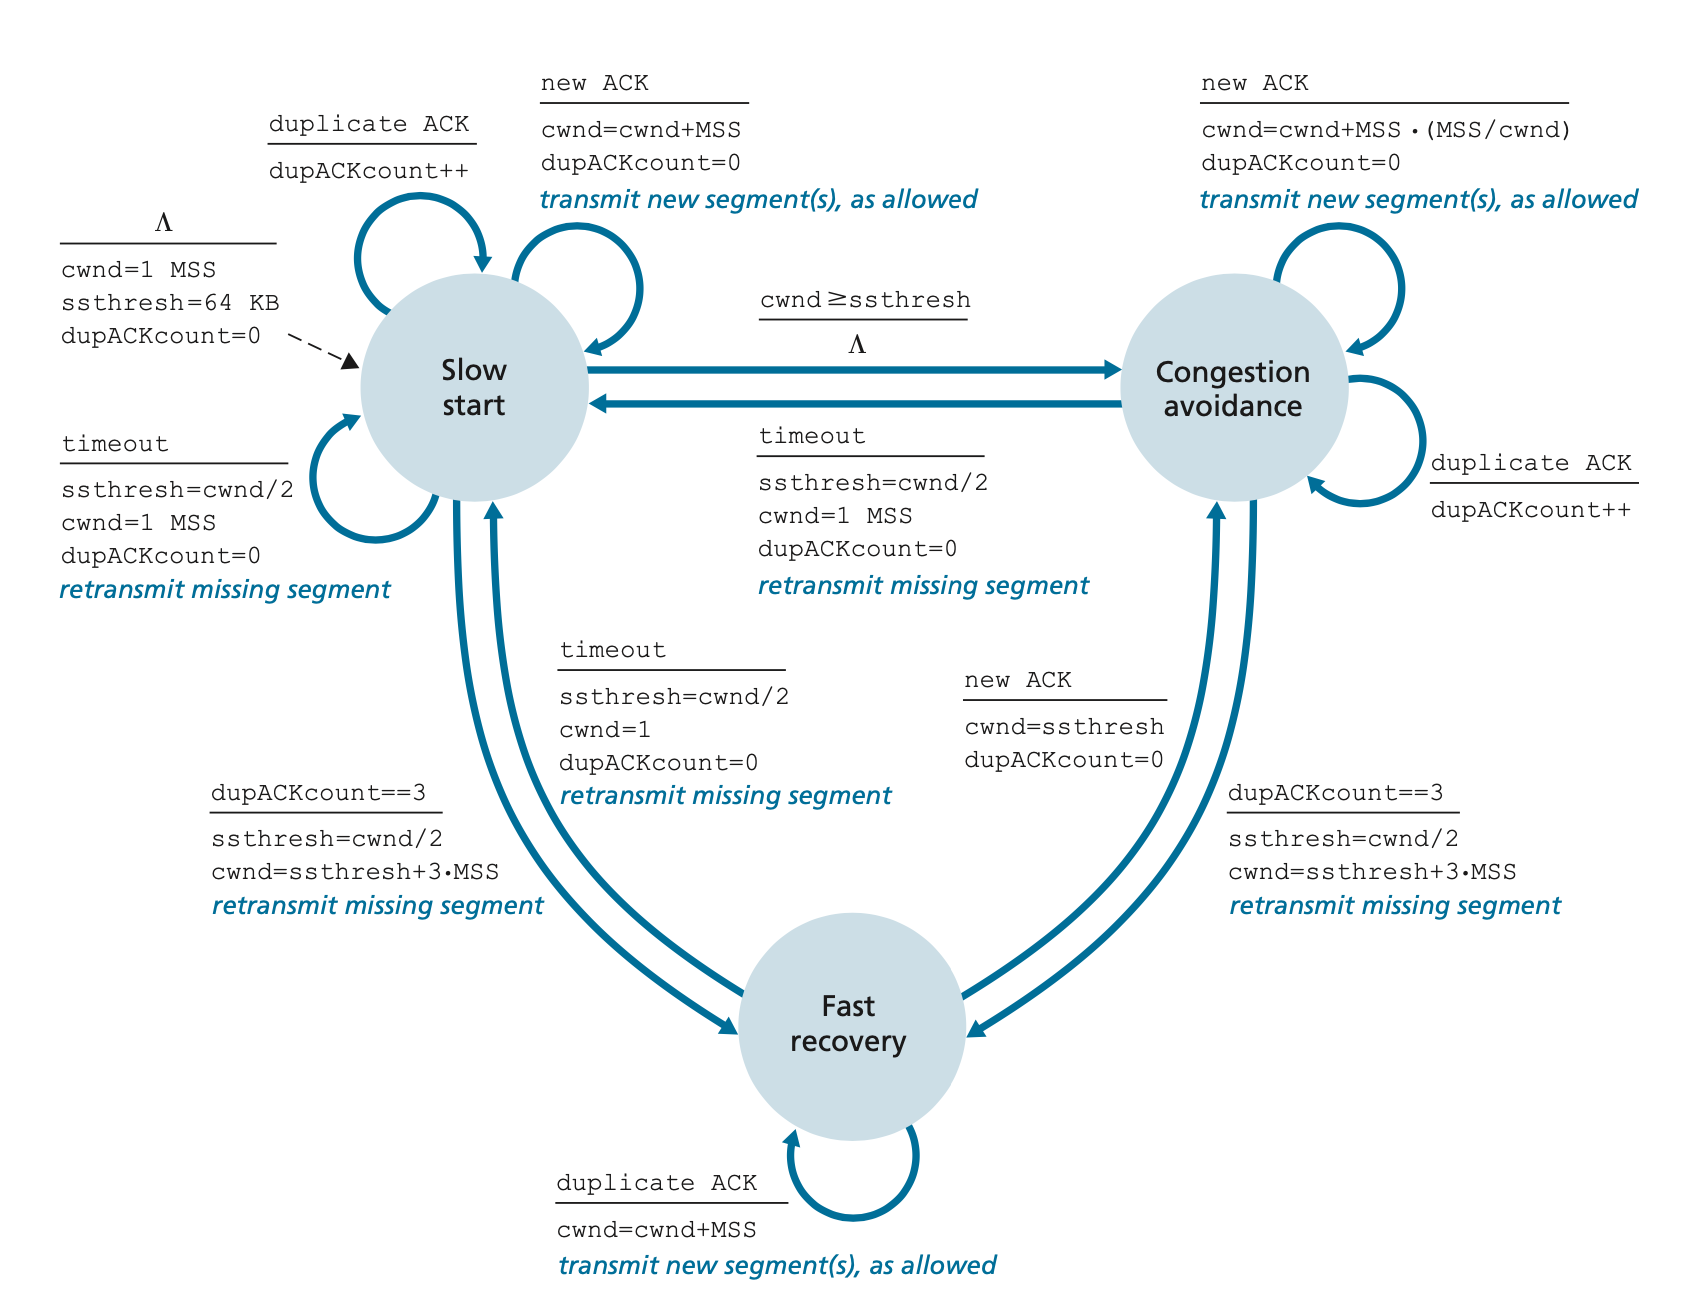 new ACK
cwnd=cwnd+MSS
dupACKcount=0
transmit new segment(s), as allowed
new ACK
cwnd=cwnd+MSS •(MSS/cwnd)
dupACKcount=0
transmit new segment(s), as allowed
duplicate ACK
dupACKcount++
Λ
cwnd=1 MSS
ssthresh=64 KB
dupACKcount=0
cwnd≥ssthresh
Λ
Slow
start
Congestion
avoidance
timeout
ssthresh=cwnd/2
cwnd=1 MSS
dupACKcount=0
retransmit missing segment
timeout
ssthresh=cwnd/2
cwnd=1 MSS
dupACKcount=0
retransmit missing segment
duplicate ACK
dupACKcount++
timeout
ssthresh=cwnd/2
cwnd=1
dupACKcount=0
retransmit missing segment
new ACK
cwnd=ssthresh
dupACKcount=0
dupACKcount==3
ssthresh=cwnd/2
cwnd=ssthresh+3•MSS
retransmit missing segment
dupACKcount==3
ssthresh=cwnd/2
cwnd=ssthresh+3•MSS
retransmit missing segment
Fast
recovery
duplicate ACK
cwnd=cwnd+MSS
transmit new segment(s), as allowed